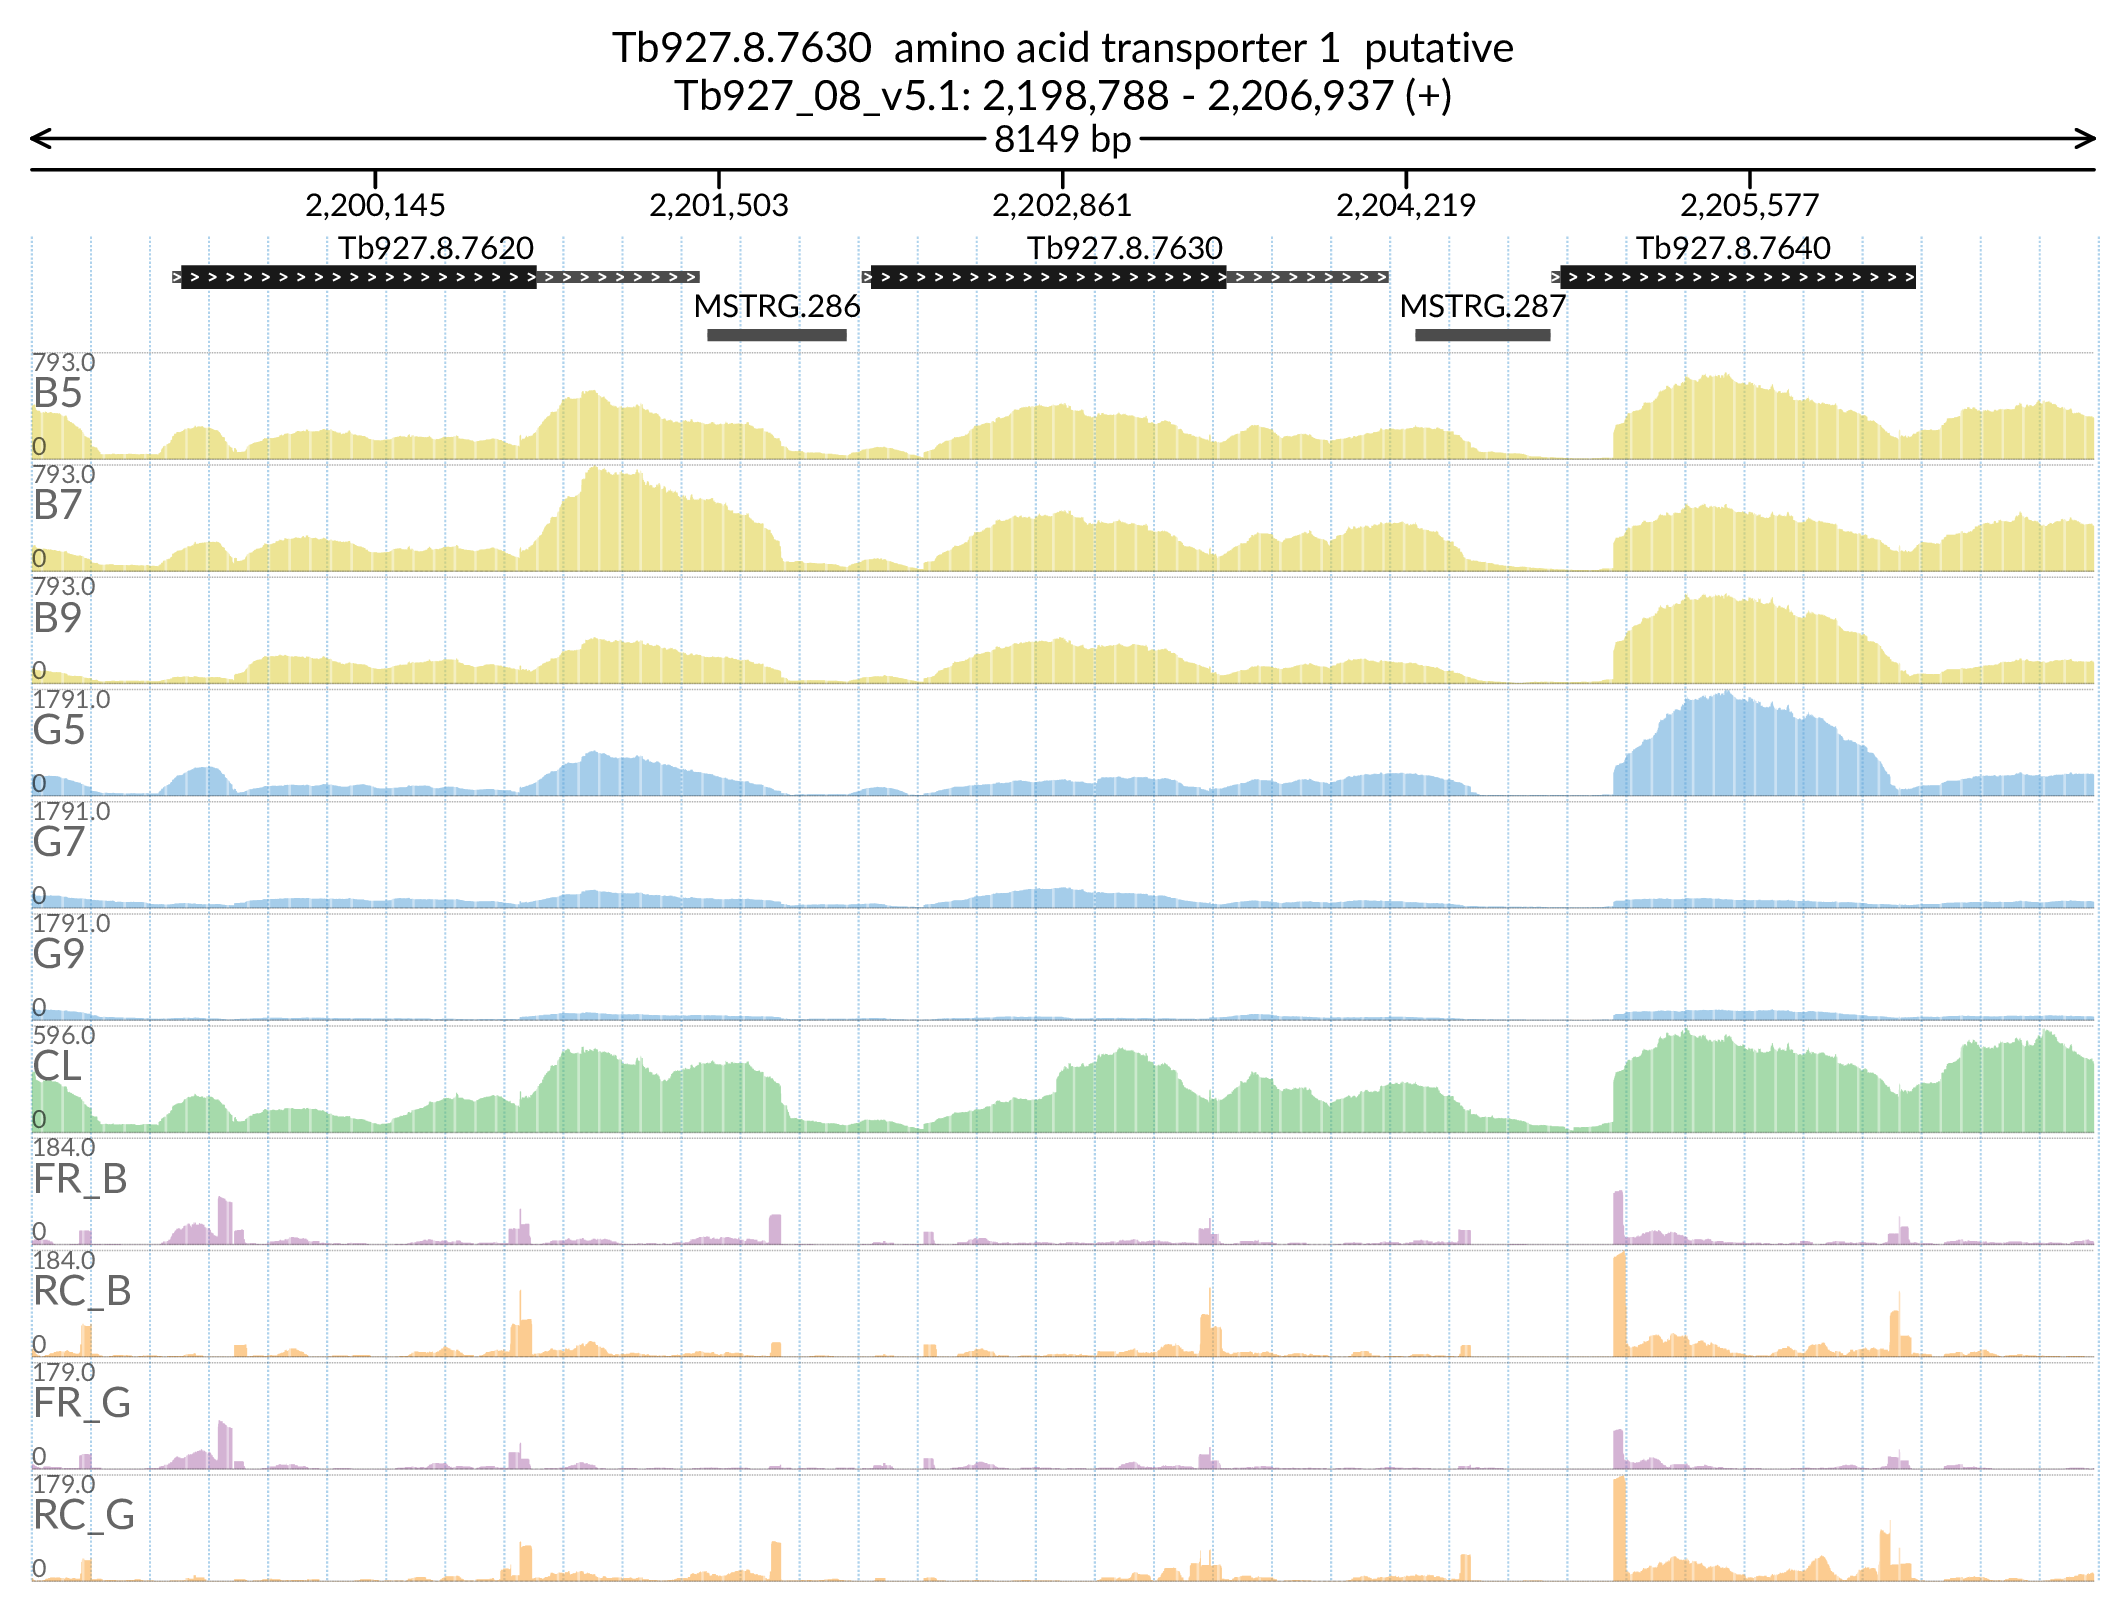 Tb927.8.7630  amino acid transporter 1  putative
Tb927_08_v5.1: 2,198,788 - 2,206,937 (+)
8149 bp
2,200,145 2,201,503 2,202,861 2,204,219 2,205,577
Tb927.8.7620 Tb927.8.7630 Tb927.8.7640
MSTRG.286 MSTRG.287
793.0
B5
0
793.0
B7
0
793.0
B9
0
1791.0
G5
0
1791.0
G7
0
1791.0
G9
0
596.0
CL
0
184.0
FR_B
0
184.0
RC_B
0
179.0
FR_G
0
179.0
RC_G
0